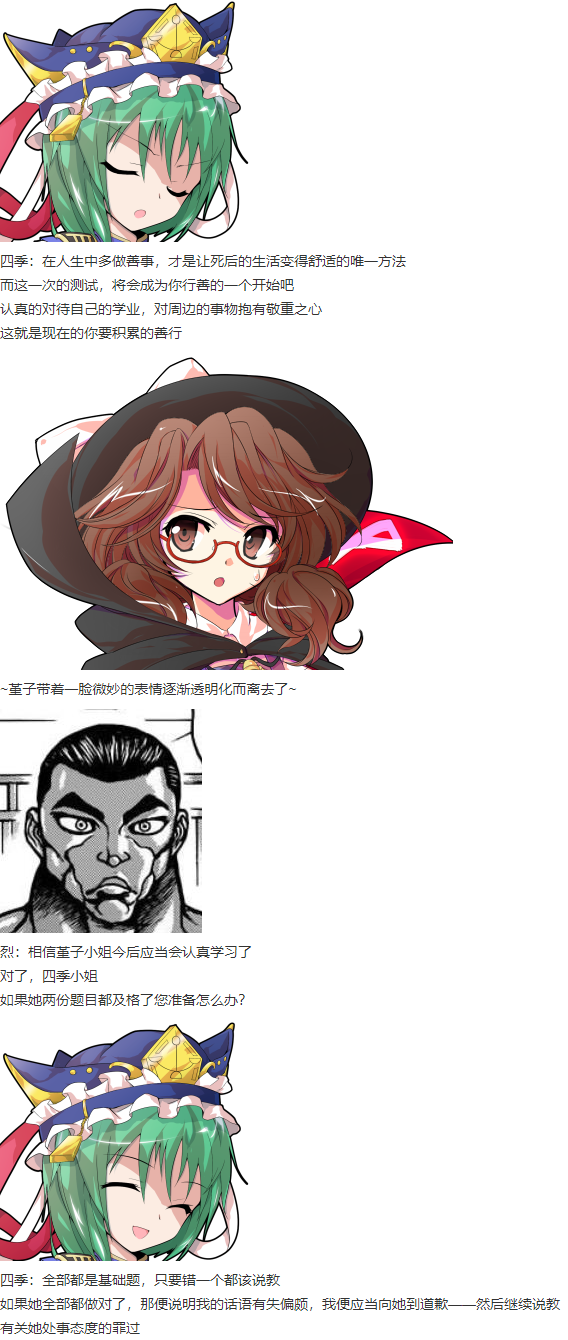 四季：在人生中多做善事，才是让死后的生活变得舒适的唯一方法
而这一次的测试，将会成为你行善的一个开始吧
认真的对待自己的学业，对周边的事物抱有敬重之心
这就是现在的你要积累的善行
~堇子带着一脸微妙的表情逐渐透明化而离去了~
烈：相信堇子小姐今后应当会认真学习了
对了，四季小姐
如果她两份题目都及格了您准备怎么办？
四季：全部都是基础题，只要错一个都该说教
如果她全部都做对了，那便说明我的话语有失偏颇，我便应当向她到道歉——然后继续说教
有关她处事态度的罪过